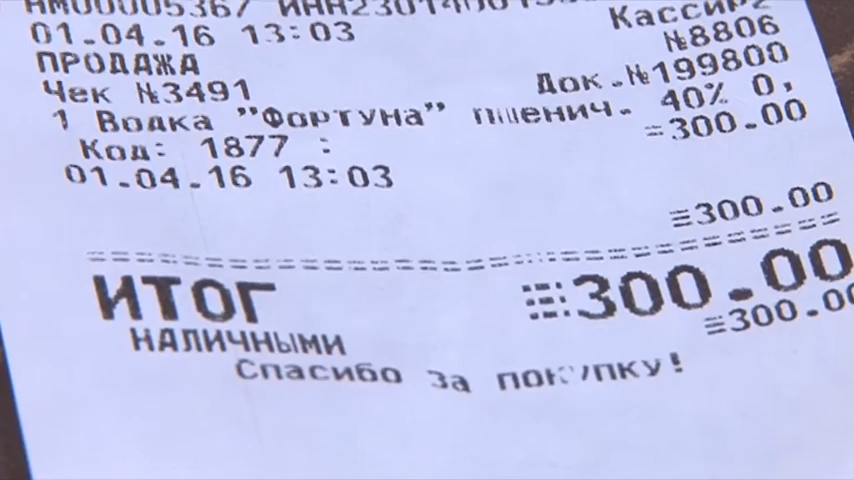 Кассир2
01.04.16 13:03 №8806
ПРОДАЖА
Чек №3491 Док.№199800
1 Водка "Фортуна" пшенич. 40% 0,
Код: 1877 : =300.00
01.04.16 13:03
≡300.00
ИТОГ ≡300.00
НАЛИЧНЫМИ ≡300.00
Спасибо за покупку!